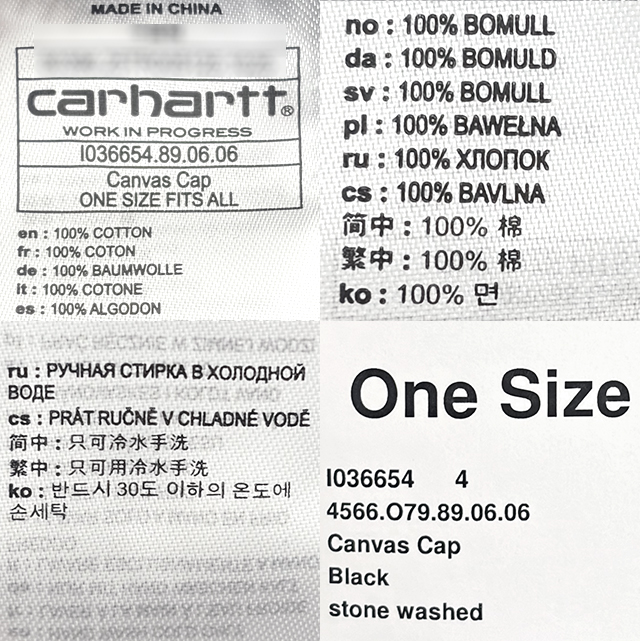 MADE IN CHINA
carhartt®
WORK IN PROGRESS
I036654.89.06.06
Canvas Cap
ONE SIZE FITS ALL
en : 100% COTTON
fr : 100% COTON
de : 100% BAUMWOLLE
it : 100% COTONE
es : 100% ALGODON
no : 100% BOMULL
da : 100% BOMULD
sv : 100% BOMULL
pl : 100% BAWEŁNA
ru : 100% ХЛОПОК
cs : 100% BAVLNA
简中 : 100% 棉
繁中 : 100% 棉
ko : 100% 면
ru : РУЧНАЯ СТИРКА В ХОЛОДНОЙ
ВОДЕ
cs : PRÁT RUČNĚ V CHLADNÉ VODĚ
简中 : 只可冷水手洗
繁中 : 只可用冷水手洗
ko : 반드시 30도 이하의 온도에
손세탁
One Size
I036654 4
4566.O79.89.06.06
Canvas Cap
Black
stone washed